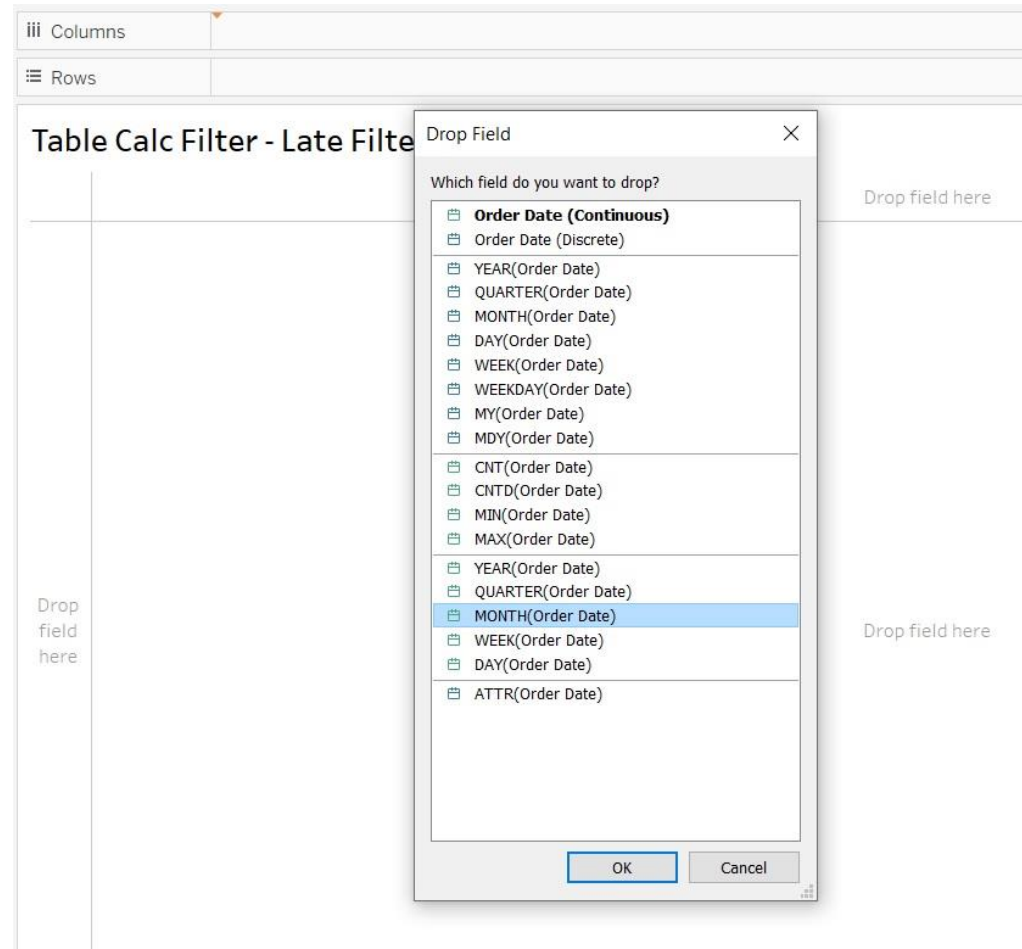 Columns
Rows
Table Calc Filter - Late Filte
Drop Field
Which field do you want to drop?
Order Date (Continuous)
Order Date (Discrete)
YEAR(Order Date)
QUARTER(Order Date)
MONTH(Order Date)
DAY(Order Date)
WEEK(Order Date)
WEEKDAY(Order Date)
MY(Order Date)
MDY(Order Date)
CNT(Order Date)
CNTD(Order Date)
MIN(Order Date)
MAX(Order Date)
YEAR(Order Date)
QUARTER(Order Date)
MONTH(Order Date)
WEEK(Order Date)
DAY(Order Date)
ATTR(Order Date)
OK Cancel
Drop field here
Drop
field
here
Drop field here